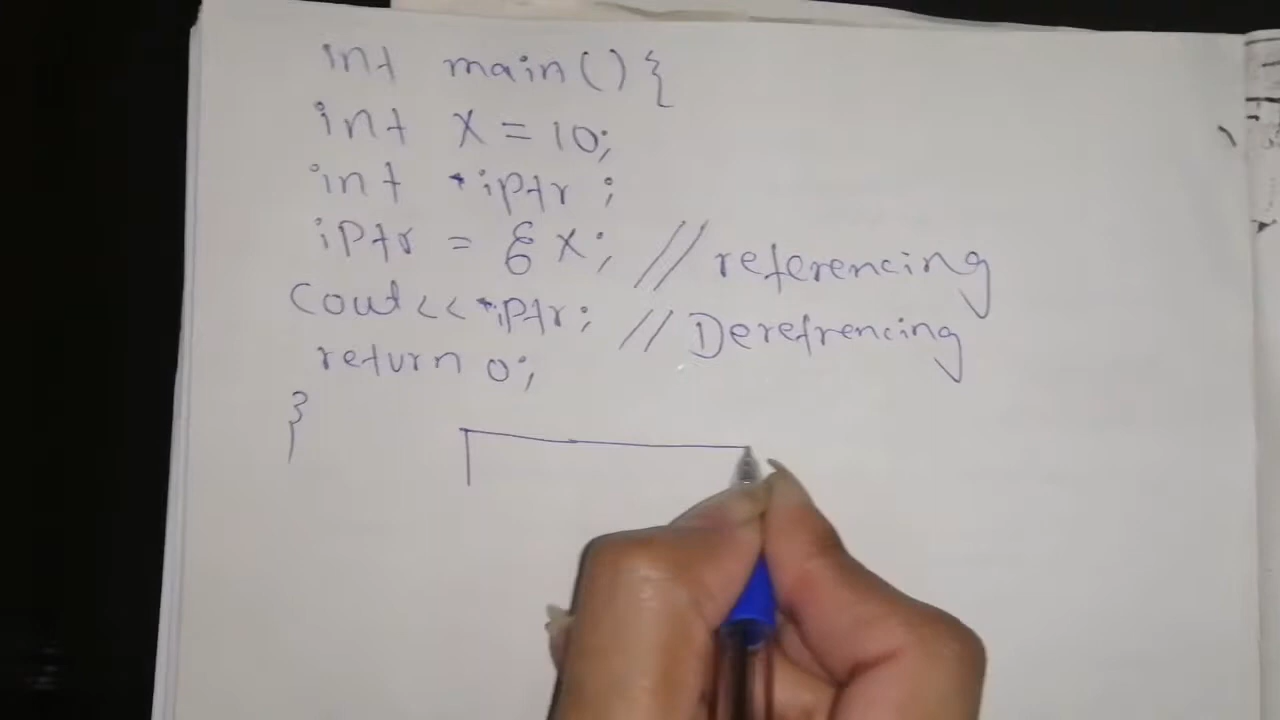 int main(){
int x = 10;
int *iptr ;
iptr = &x; // referencing
cout<< *iptr; // Derefrencing
return 0;
}